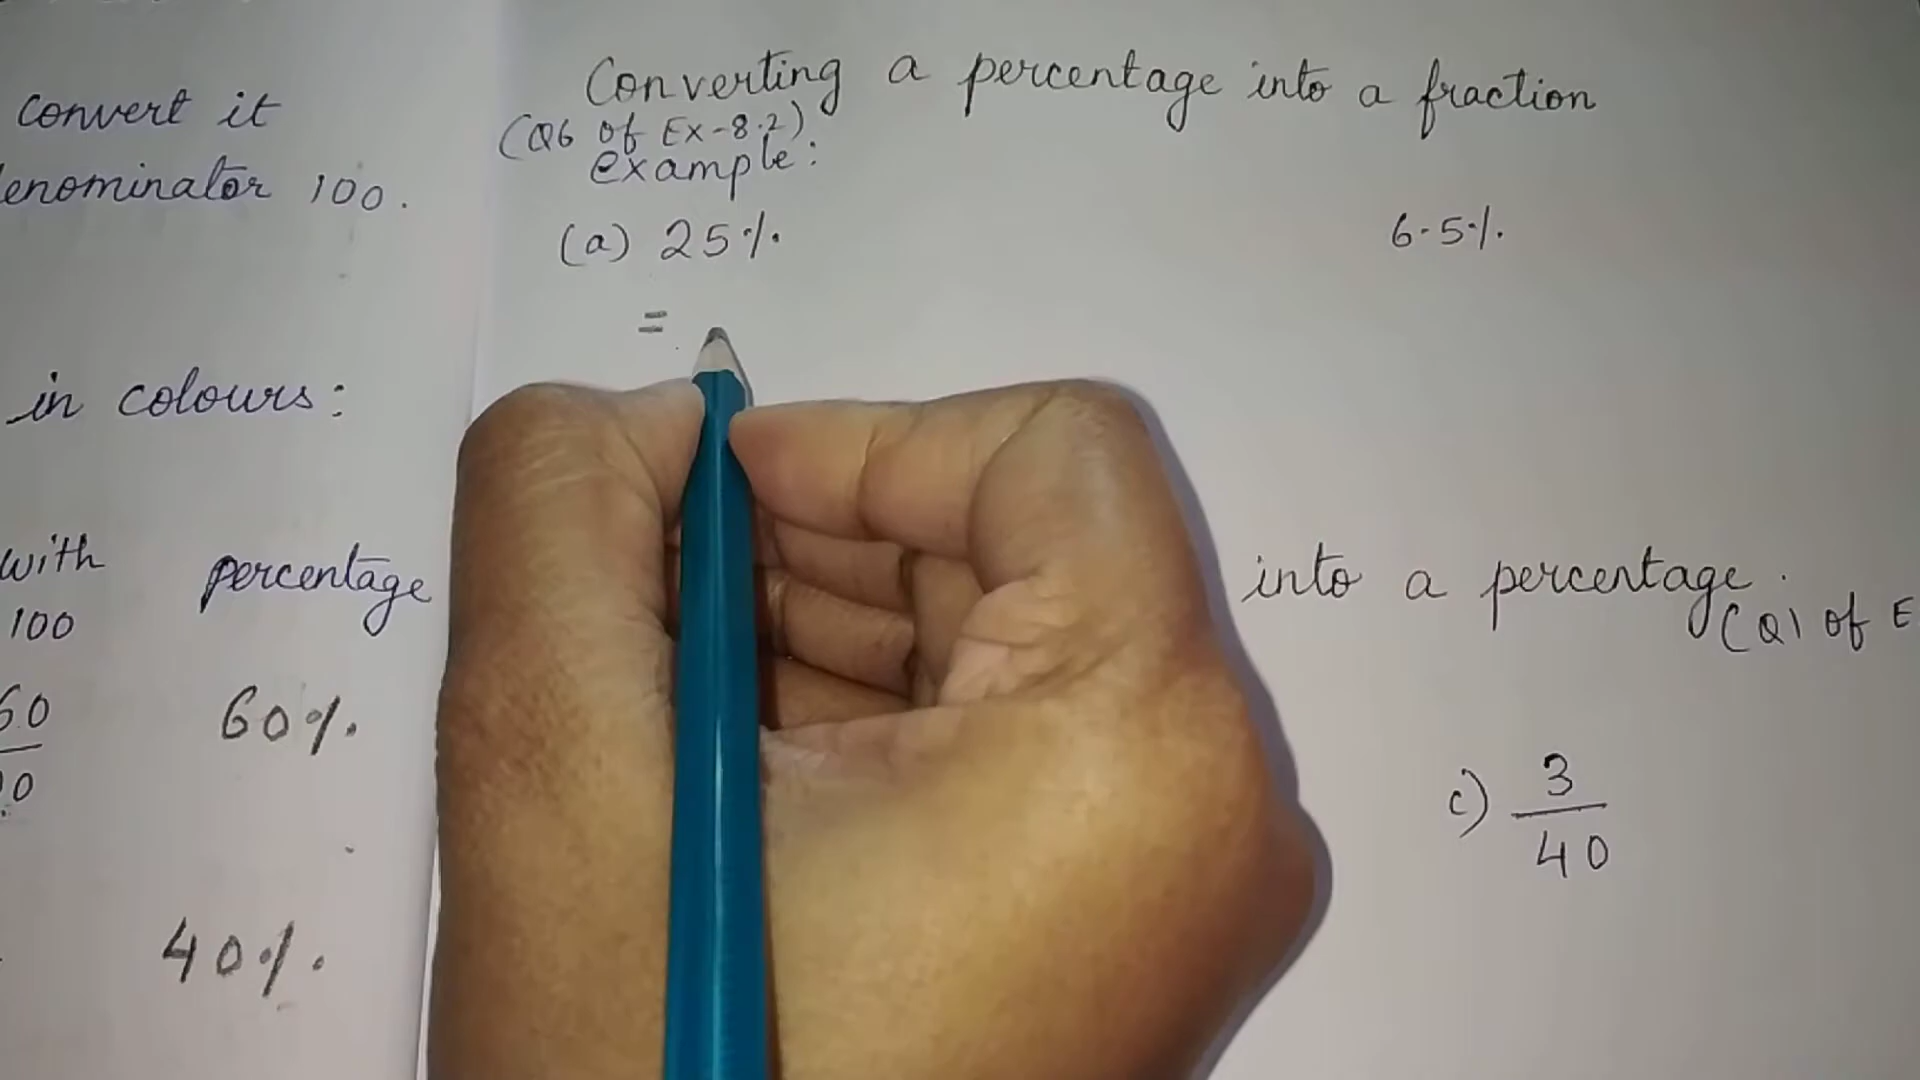 convert it
enominator 100.
in colours:
with percentage
100
60 60%
40%
Converting a percentage into a fraction
(Q6 of Ex-8.2)
example:
(a) 25% 6.5%
=
into a percentage.
(Q1 of E
c) 3
40